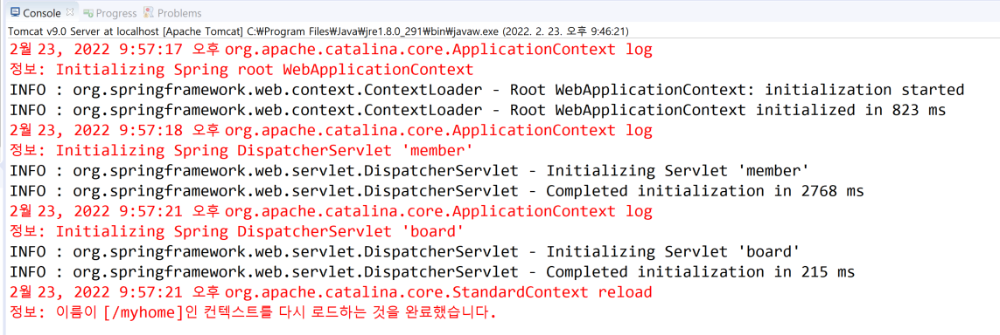 Console Progress Problems
Tomcat v9.0 Server at localhost [Apache Tomcat] C:₩Program Files₩Java₩jre1.8.0_291₩bin₩javaw.exe (2022. 2. 23. 오후 9:46:21)
2월 23, 2022 9:57:17 오후 org.apache.catalina.core.ApplicationContext log
정보: Initializing Spring root WebApplicationContext
INFO : org.springframework.web.context.ContextLoader - Root WebApplicationContext: initialization started
INFO : org.springframework.web.context.ContextLoader - Root WebApplicationContext initialized in 823 ms
2월 23, 2022 9:57:18 오후 org.apache.catalina.core.ApplicationContext log
정보: Initializing Spring DispatcherServlet 'member'
INFO : org.springframework.web.servlet.DispatcherServlet - Initializing Servlet 'member'
INFO : org.springframework.web.servlet.DispatcherServlet - Completed initialization in 2768 ms
2월 23, 2022 9:57:21 오후 org.apache.catalina.core.ApplicationContext log
정보: Initializing Spring DispatcherServlet 'board'
INFO : org.springframework.web.servlet.DispatcherServlet - Initializing Servlet 'board'
INFO : org.springframework.web.servlet.DispatcherServlet - Completed initialization in 215 ms
2월 23, 2022 9:57:21 오후 org.apache.catalina.core.StandardContext reload
정보: 이름이 [/myhome]인 컨텍스트를 다시 로드하는 것을 완료했습니다.